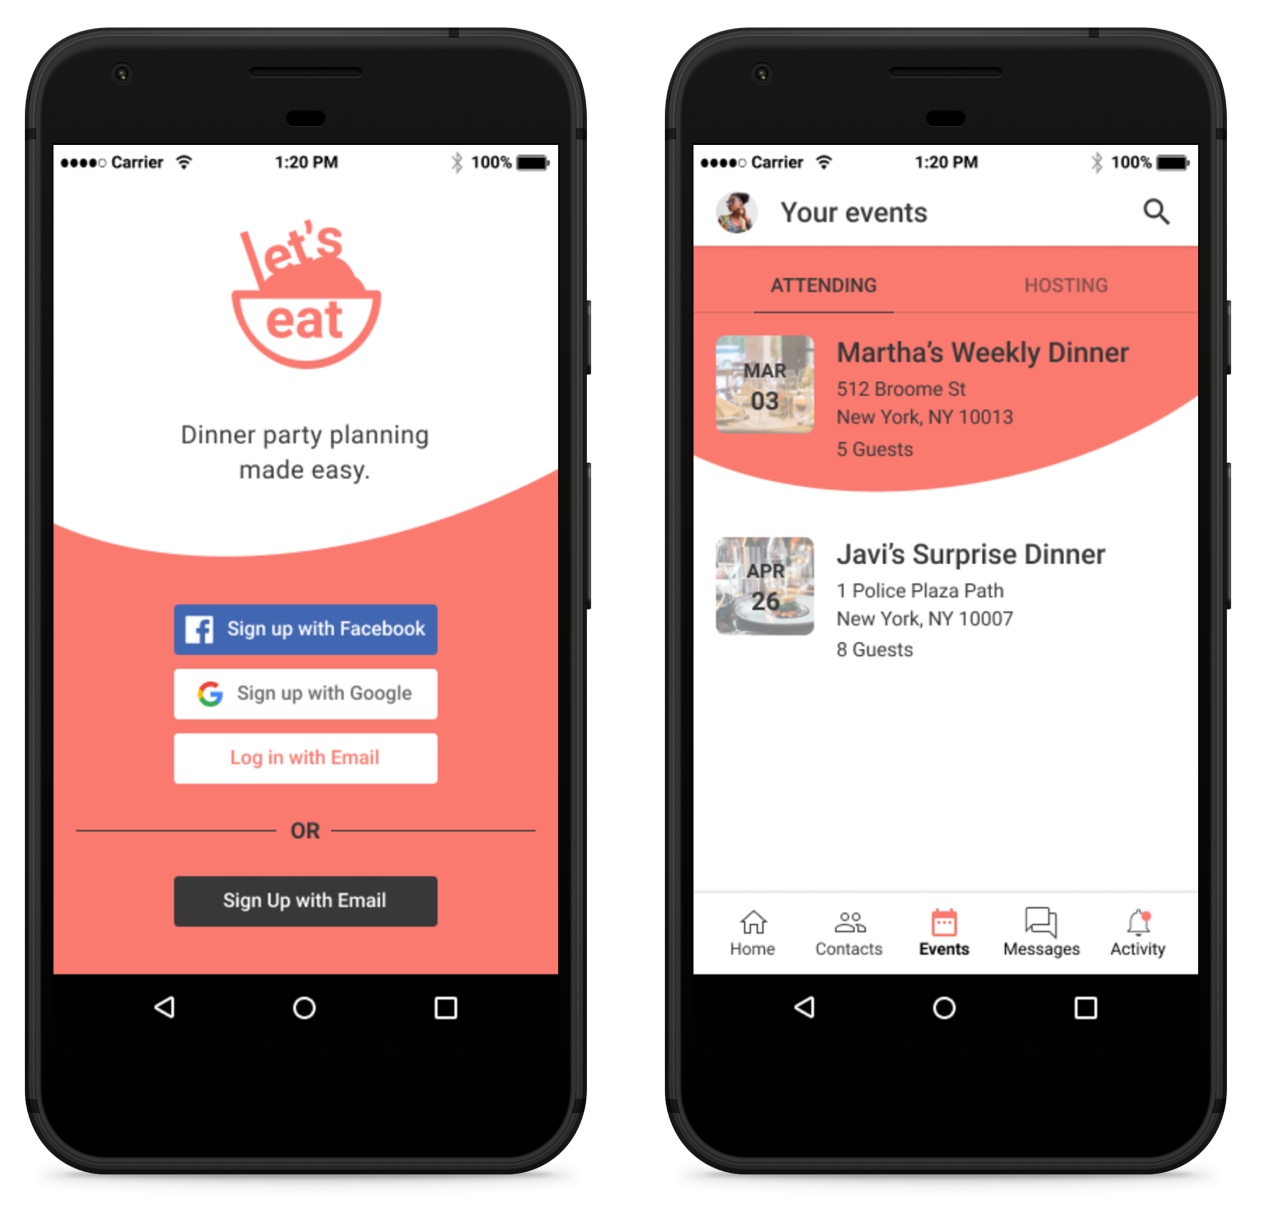 Carrier 1:20 PM 100%
let's
eat
Dinner party planning
made easy.
Sign up with Facebook
Sign up with Google
Log in with Email
OR
Sign Up with Email
Carrier 1:20 PM 100%
Your events
ATTENDING HOSTING
MAR
03
Martha's Weekly Dinner
512 Broome St
New York, NY 10013
5 Guests
APR
26
Javi's Surprise Dinner
1 Police Plaza Path
New York, NY 10007
8 Guests
Home Contacts Events Messages Activity